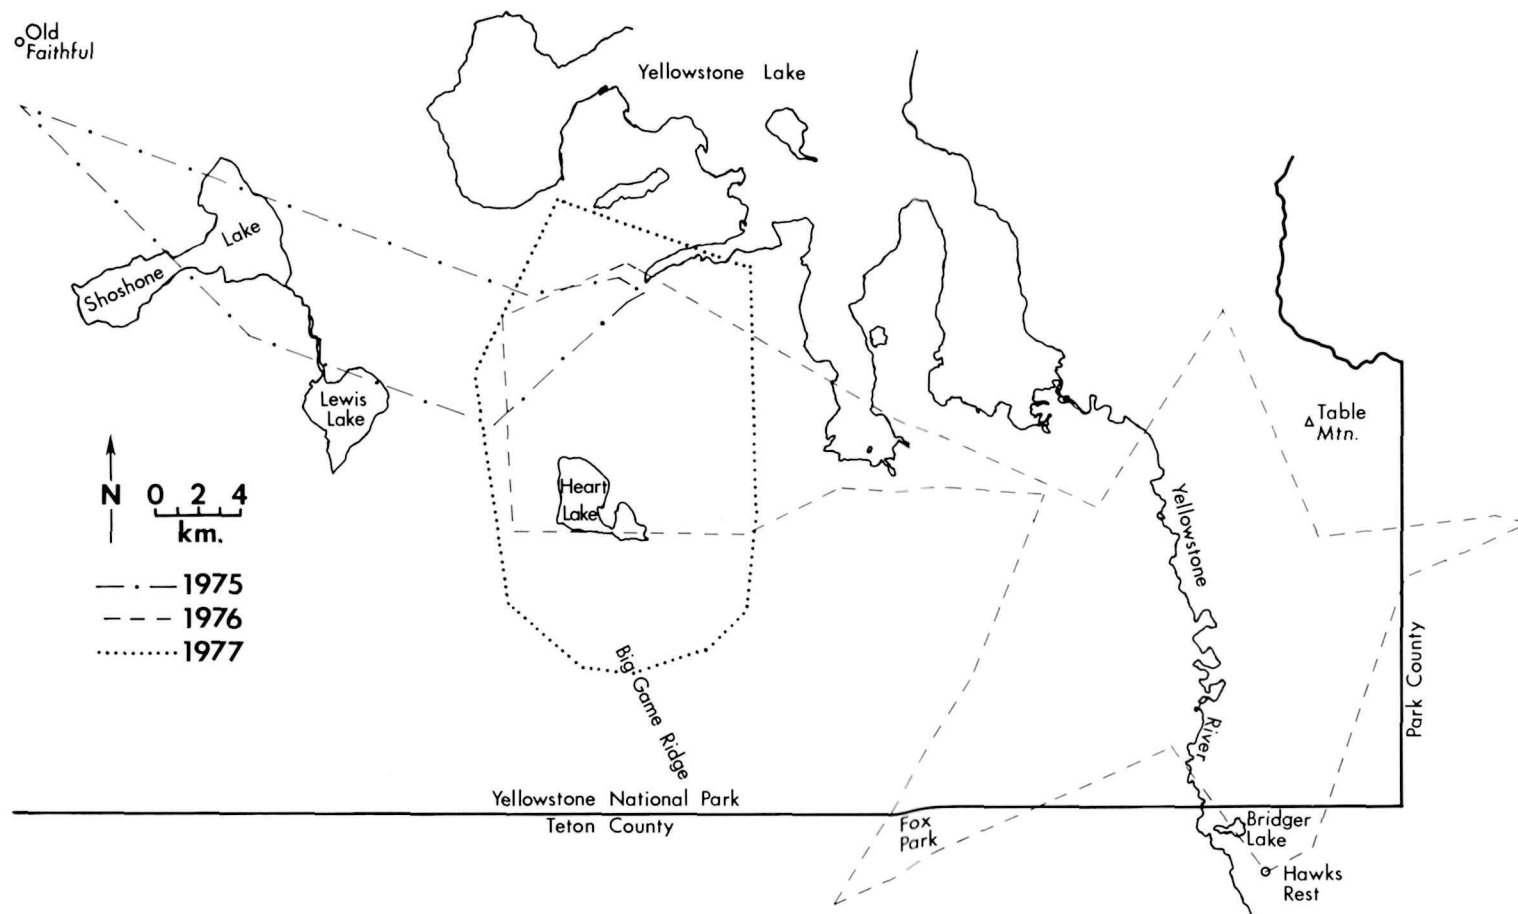 Old
Faithful
Yellowstone Lake
Shoshone
Lake
Lewis
Lake
Table
Mtn.
N 0 2 4
km.
Heart
Lake
Yellowstone
River
1975
1976
1977
Big Game Ridge
Park County
Yellowstone National Park
Teton County
Fox
Park
Bridger
Lake
Hawks
Rest